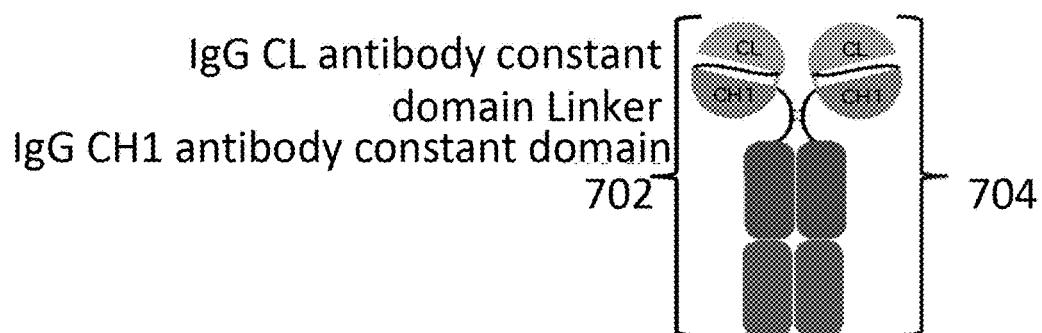 IgG CL antibody constant
domain Linker
IgG CH1 antibody constant domain
702
704
CL
CL
CH1
CH1